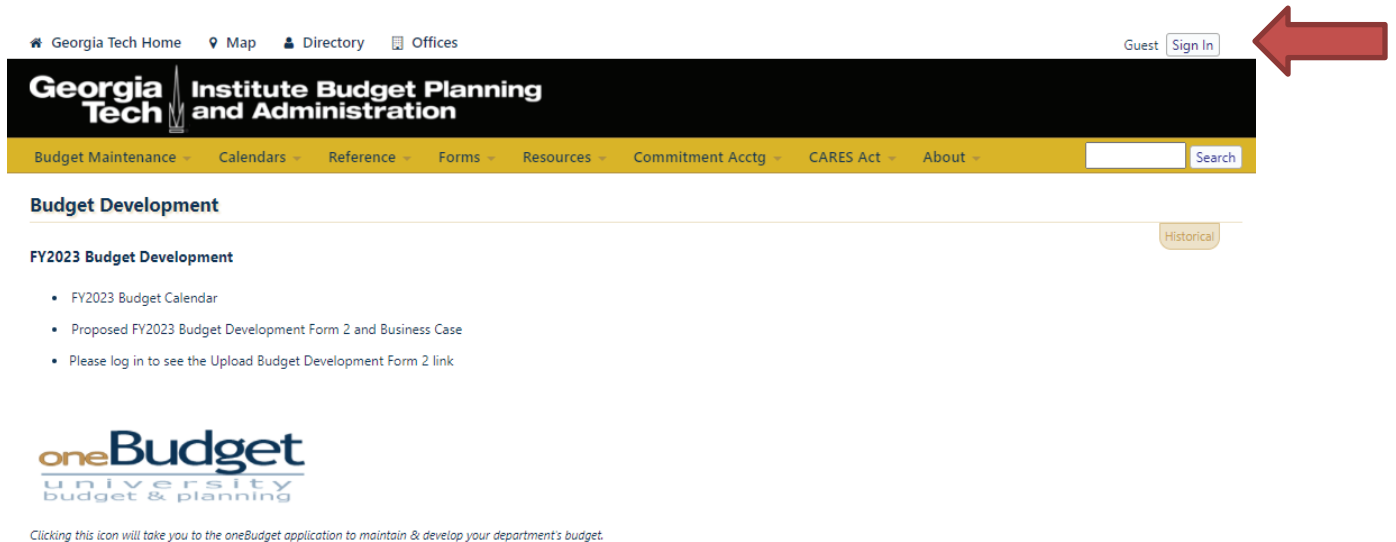 Georgia Tech Home Map Directory Offices Guest Sign In
Georgia Tech Institute Budget Planning and Administration
Budget Maintenance Calendars Reference Forms Resources Commitment Acctg CARES Act About Search
Budget Development
Historical
FY2023 Budget Development
FY2023 Budget Calendar
Proposed FY2023 Budget Development Form 2 and Business Case
Please log in to see the Upload Budget Development Form 2 link
oneBudget
university
budget & planning
Clicking this icon will take you to the oneBudget application to maintain & develop your department's budget.